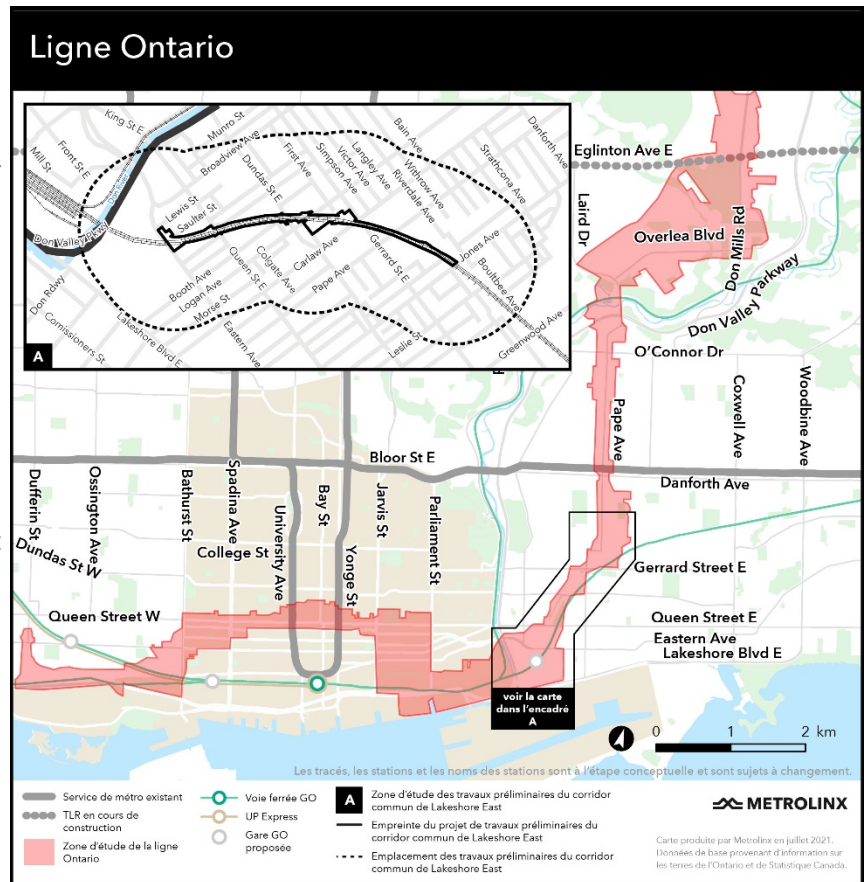 Ligne Ontario
King St E
Munro St
Bain Ave
Danforth Ave
Front St E
Mill St
Broadview Ave
Dundas St E
First Ave
Simpson Ave
Victor Ave
Langley Ave
Riverdale Ave
Withrow Ave
Strathcona Ave
Don River
Lewis St
Saulter St
Don Valley Pkwy
Don Rdwy
Booth Ave
Logan Ave
Morse St
Queen St E
Colgate Ave
Carlaw Ave
Pape Ave
Gerrard St E
Jones Ave
Boultbee Ave
Comissioners St
Lakeshore Blvd E
Eastern Ave
Leslie St
Greenwood Ave
A
Eglinton Ave E
Laird Dr
Overlea Blvd
Don Mills Rd
Don Valley Parkway
O'Connor Dr
Pape Ave
Coxwell Ave
Woodbine Ave
Bloor St E
Danforth Ave
Dufferin St
Ossington Ave
Bathurst St
Spadina Ave
University Ave
Bay St
Yonge St
Jarvis St
Parliament St
College St
Dundas St W
Gerrard Street E
Queen Street W
Queen Street E
Eastern Ave
Lakeshore Blvd E
voir la carte
dans l'encadré
A
0 1 2 km
Les tracés, les stations et les noms des stations sont à l'étape conceptuelle et sont sujets à changement.
Service de métro existant
TLR en cours de
construction
Zone d'étude de la ligne
Ontario
Voie ferrée GO
UP Express
Gare GO
proposée
A
Zone d'étude des travaux préliminaires du corridor
commun de Lakeshore East
Empreinte du projet de travaux préliminaires du
corridor commun de Lakeshore East
Emplacement des travaux préliminaires du corridor
commun de Lakeshore East
METROLINX
Carte produite par Metrolinx en juillet 2021.
Données de base provenant d'information sur
les terres de l'Ontario et de Statistique Canada.